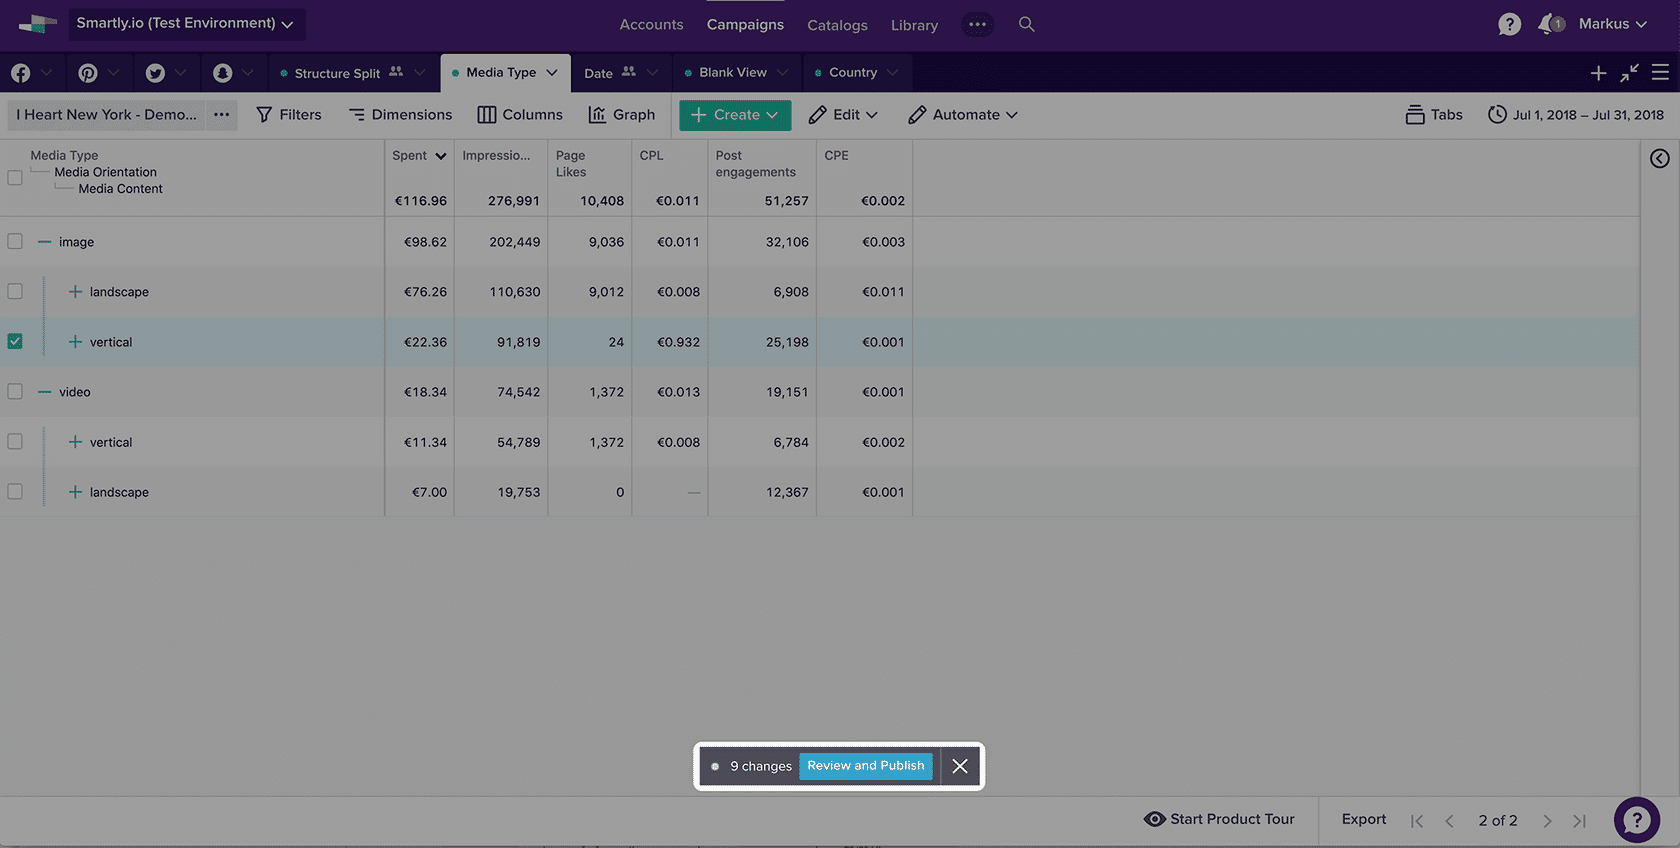 Smartly.io (Test Environment)
Accounts
Campaigns
Catalogs
Library
1
Markus
Structure Split
Media Type
Date
Blank View
Country
I Heart New York - Demo...
Filters
Dimensions
Columns
Graph
Create
Edit
Automate
Tabs
Jul 1, 2018 – Jul 31, 2018
Media Type
Media Orientation
Media Content
Spent
Impressio...
Page
Likes
CPL
Post
engagements
CPE
€116.96 276,991 10,408 €0.011 51,257 €0.002
image €98.62 202,449 9,036 €0.011 32,106 €0.003
landscape €76.26 110,630 9,012 €0.008 6,908 €0.011
vertical €22.36 91,819 24 €0.932 25,198 €0.001
video €18.34 74,542 1,372 €0.013 19,151 €0.001
vertical €11.34 54,789 1,372 €0.008 6,784 €0.002
landscape €7.00 19,753 0 — 12,367 €0.001
9 changes
Review and Publish
Start Product Tour
Export
2 of 2